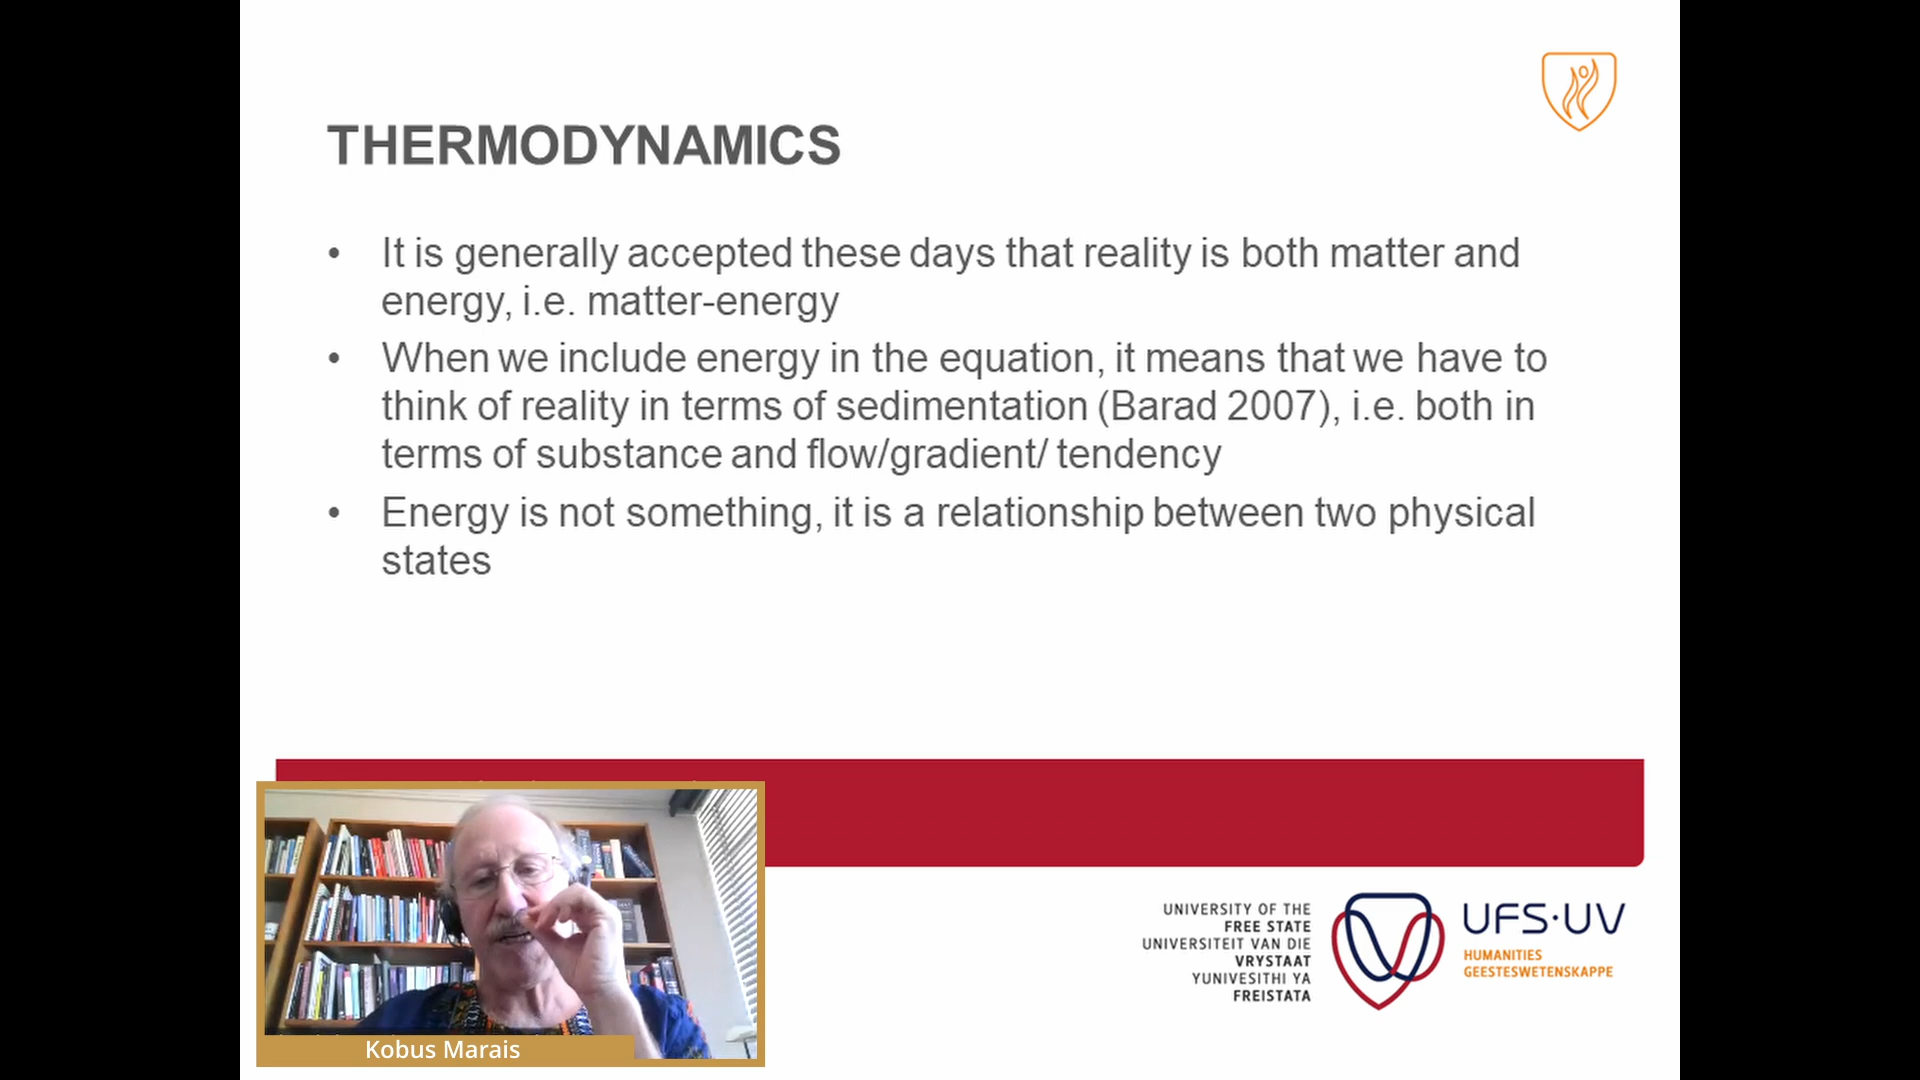 THERMODYNAMICS
• It is generally accepted these days that reality is both matter and
energy, i.e. matter-energy
• When we include energy in the equation, it means that we have to
think of reality in terms of sedimentation (Barad 2007), i.e. both in
terms of substance and flow/gradient/ tendency
• Energy is not something, it is a relationship between two physical
states
Kobus Marais
UNIVERSITY OF THE
FREE STATE
UNIVERSITEIT VAN DIE
VRYSTAAT
YUNIVESITHI YA
FREISTATA
UFS·UV
HUMANITIES
GEESTESWETENSKAPPE